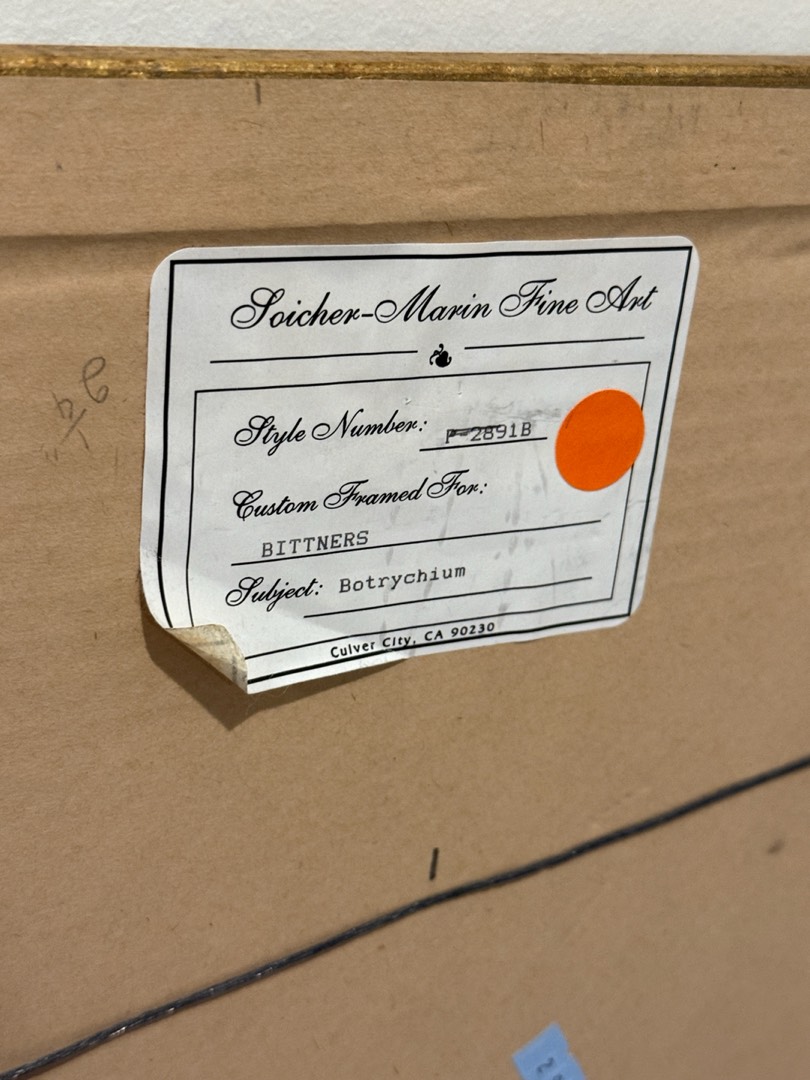 Soicher-Marin Fine Art
Style Number: P-2891B
Custom Framed For:
BITTNERS
Subject: Botrychium
Culver City, CA 90230